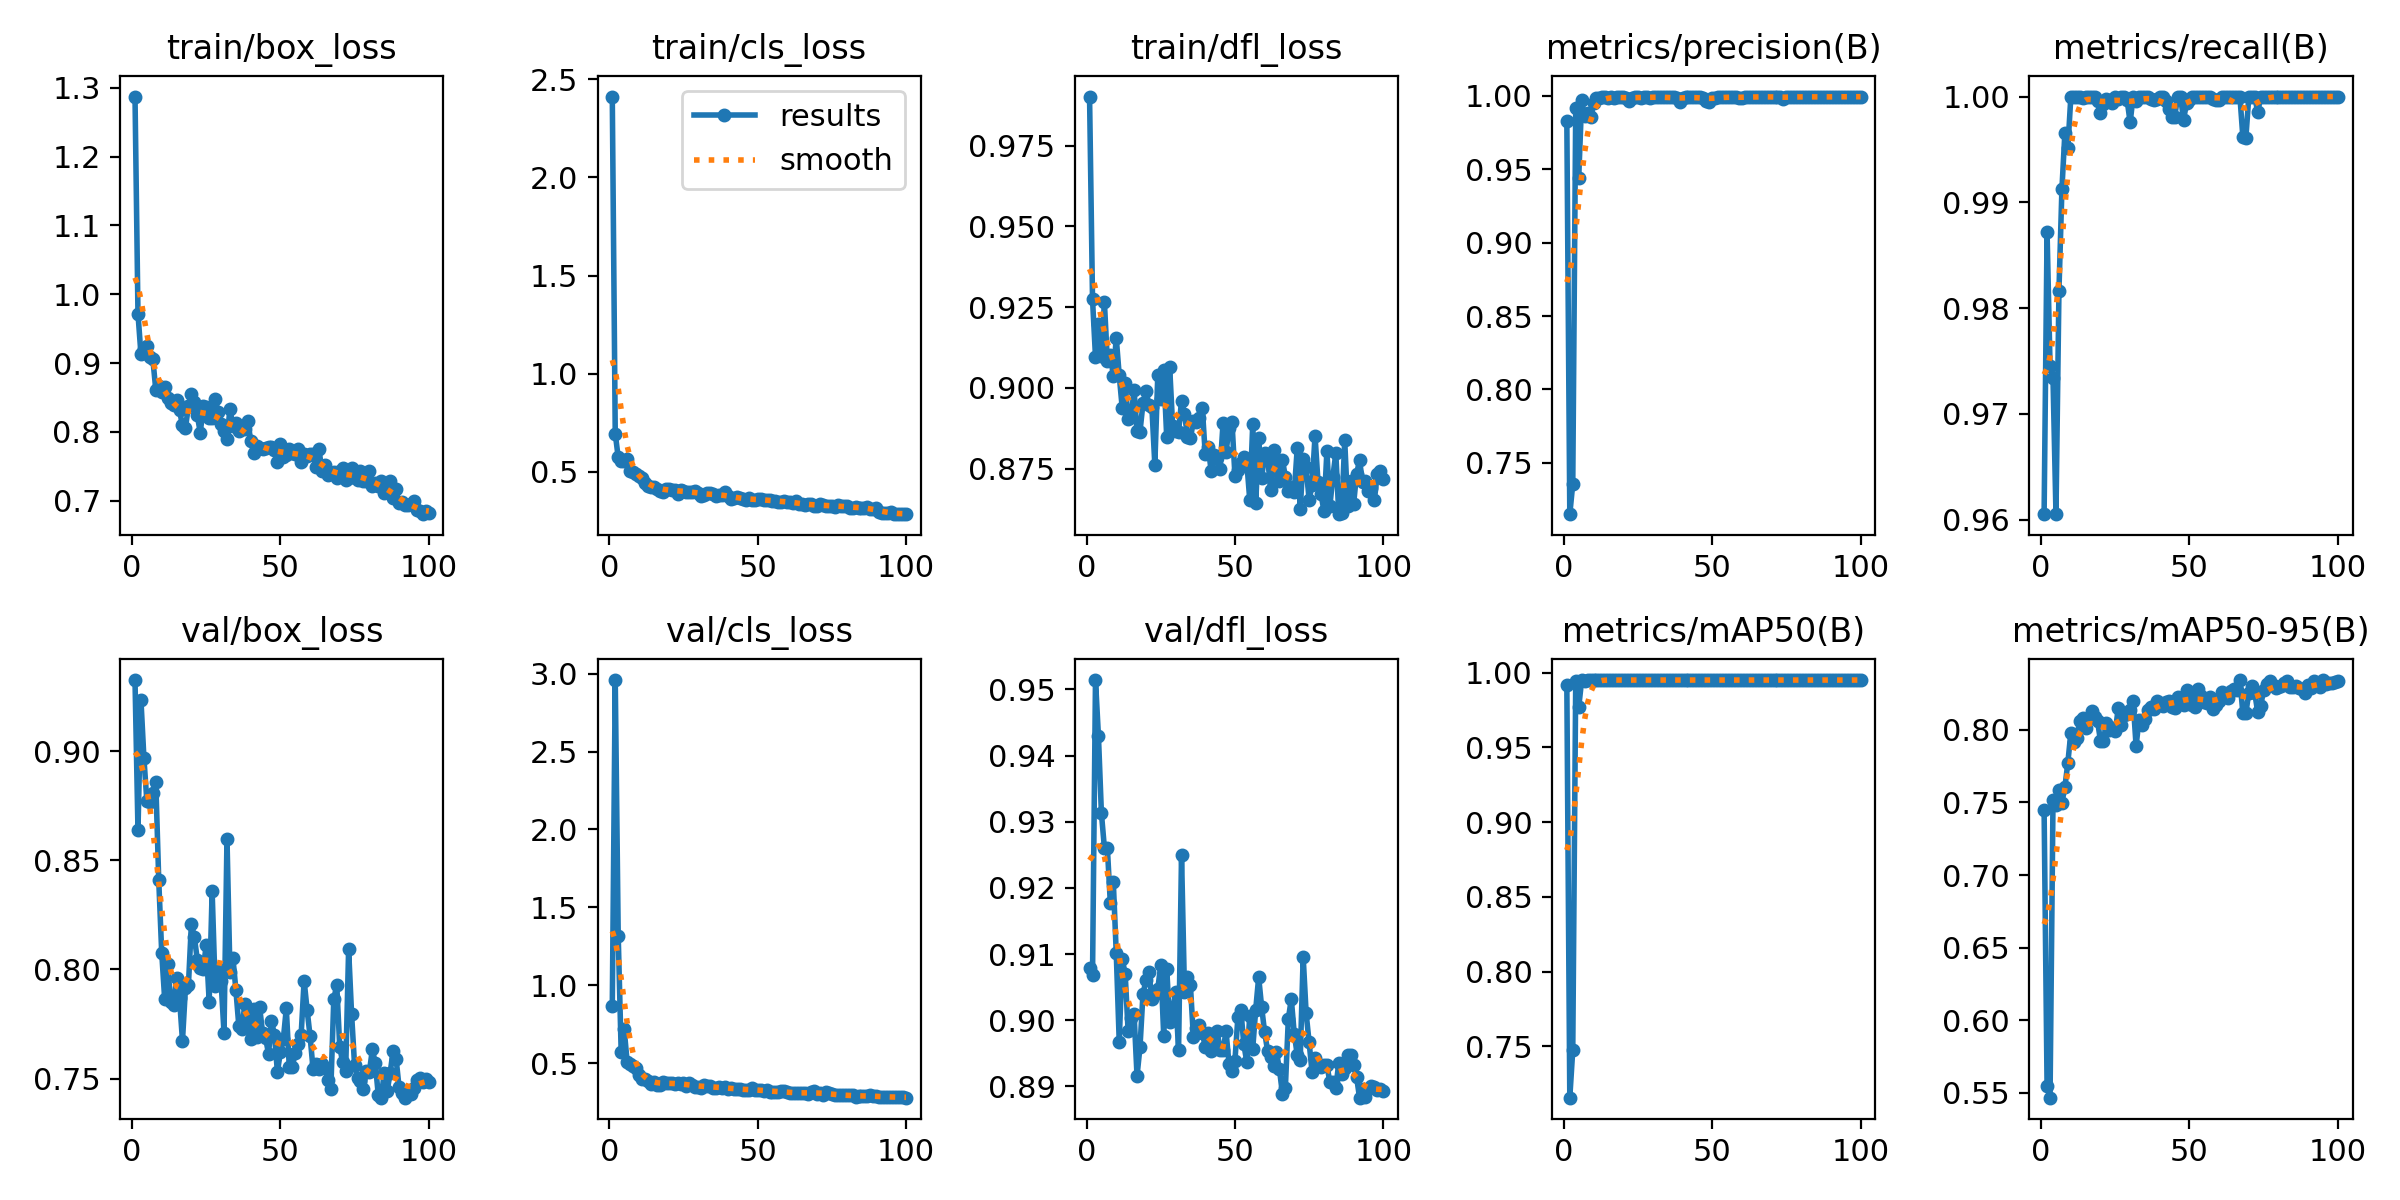 train/box_loss
1.3
1.2
1.1
1.0
0.9
0.8
0.7
0 50 100
train/cls_loss
results
smooth
2.5
2.0
1.5
1.0
0.5
0 50 100
train/dfl_loss
0.975
0.950
0.925
0.900
0.875
0 50 100
metrics/precision(B)
1.00
0.95
0.90
0.85
0.80
0.75
0 50 100
metrics/recall(B)
1.00
0.99
0.98
0.97
0.96
0 50 100
val/box_loss
0.90
0.85
0.80
0.75
0 50 100
val/cls_loss
3.0
2.5
2.0
1.5
1.0
0.5
0 50 100
val/dfl_loss
0.95
0.94
0.93
0.92
0.91
0.90
0.89
0 50 100
metrics/mAP50(B)
1.00
0.95
0.90
0.85
0.80
0.75
0 50 100
metrics/mAP50-95(B)
0.80
0.75
0.70
0.65
0.60
0.55
0 50 100